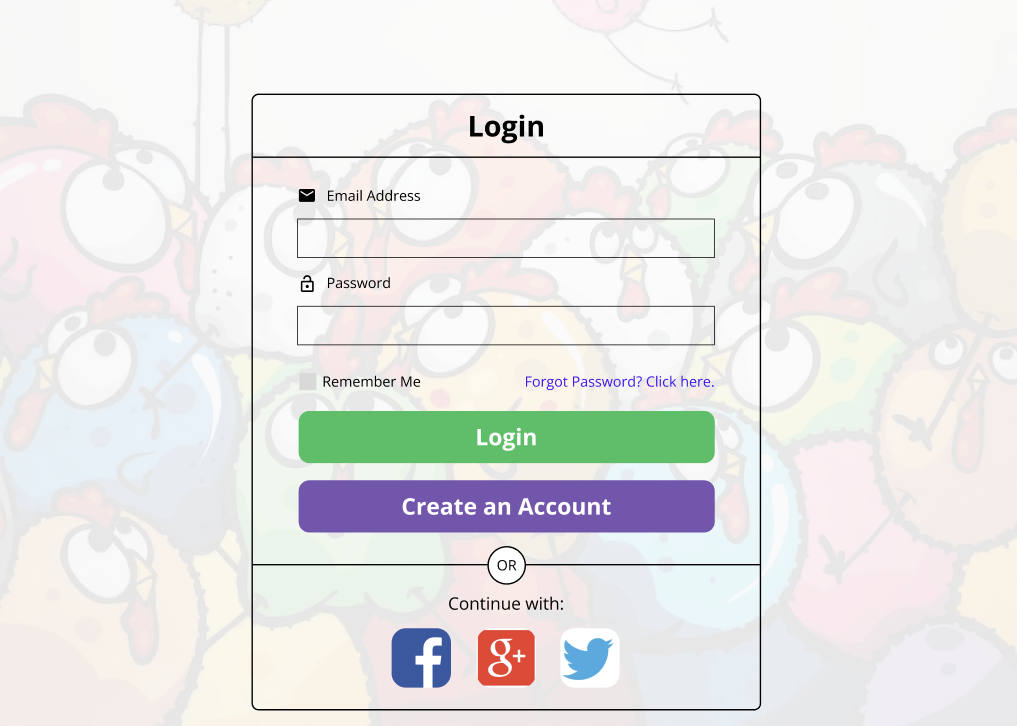 Login
Email Address
Password
Remember Me
Forgot Password? Click here.
Login
Create an Account
OR
Continue with:
f
g+